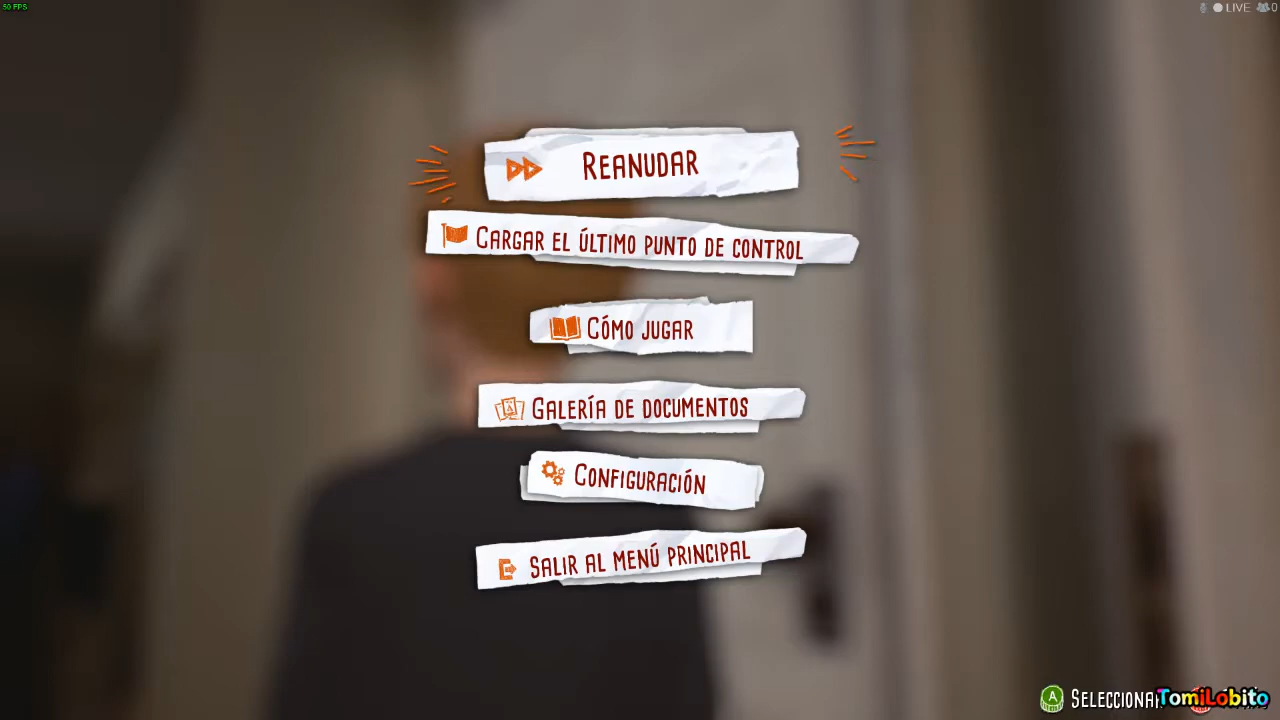 50 FPS
LIVE 0
REANUDAR
CARGAR EL ÚLTIMO PUNTO DE CONTROL
CÓMO JUGAR
GALERÍA DE DOCUMENTOS
CONFIGURACIÓN
SALIR AL MENÚ PRINCIPAL
A SELECCIONAR TomiLobito